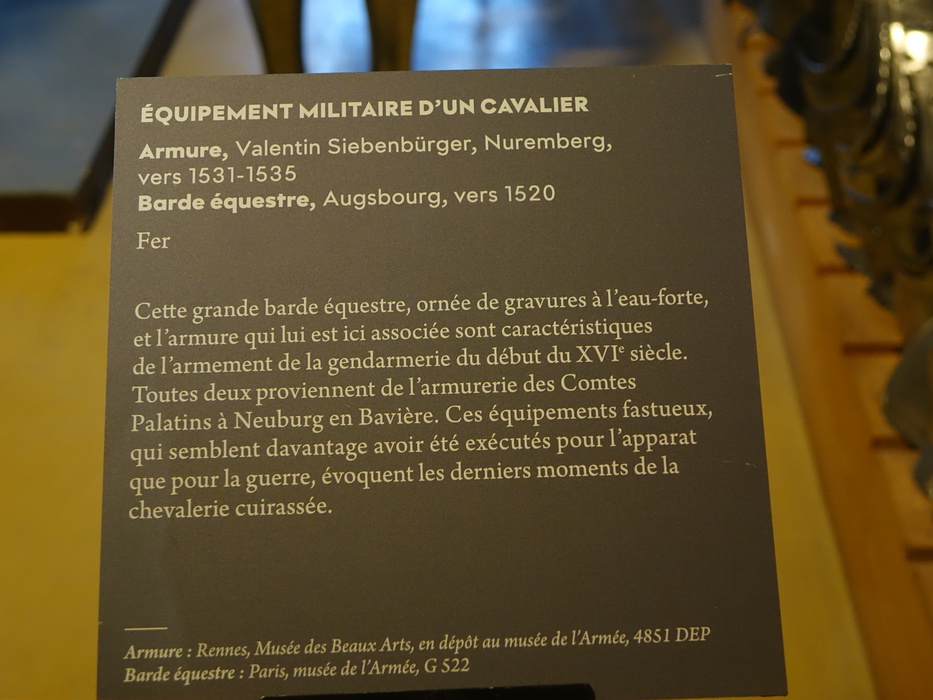 ÉQUIPEMENT MILITAIRE D'UN CAVALIER
Armure, Valentin Siebenbürger, Nuremberg,
vers 1531-1535
Barde équestre, Augsbourg, vers 1520
Fer
Cette grande barde équestre, ornée de gravures à l'eau-forte,
et l'armure qui lui est ici associée sont caractéristiques
de l'armement de la gendarmerie du début du XVIe siècle.
Toutes deux proviennent de l'armurerie des Comtes
Palatins à Neuburg en Bavière. Ces équipements fastueux,
qui semblent davantage avoir été exécutés pour l'apparat
que pour la guerre, évoquent les derniers moments de la
chevalerie cuirassée.
Armure : Rennes, Musée des Beaux Arts, en dépôt au musée de l'Armée, 4851 DEP
Barde équestre : Paris, musée de l'Armée, G 522